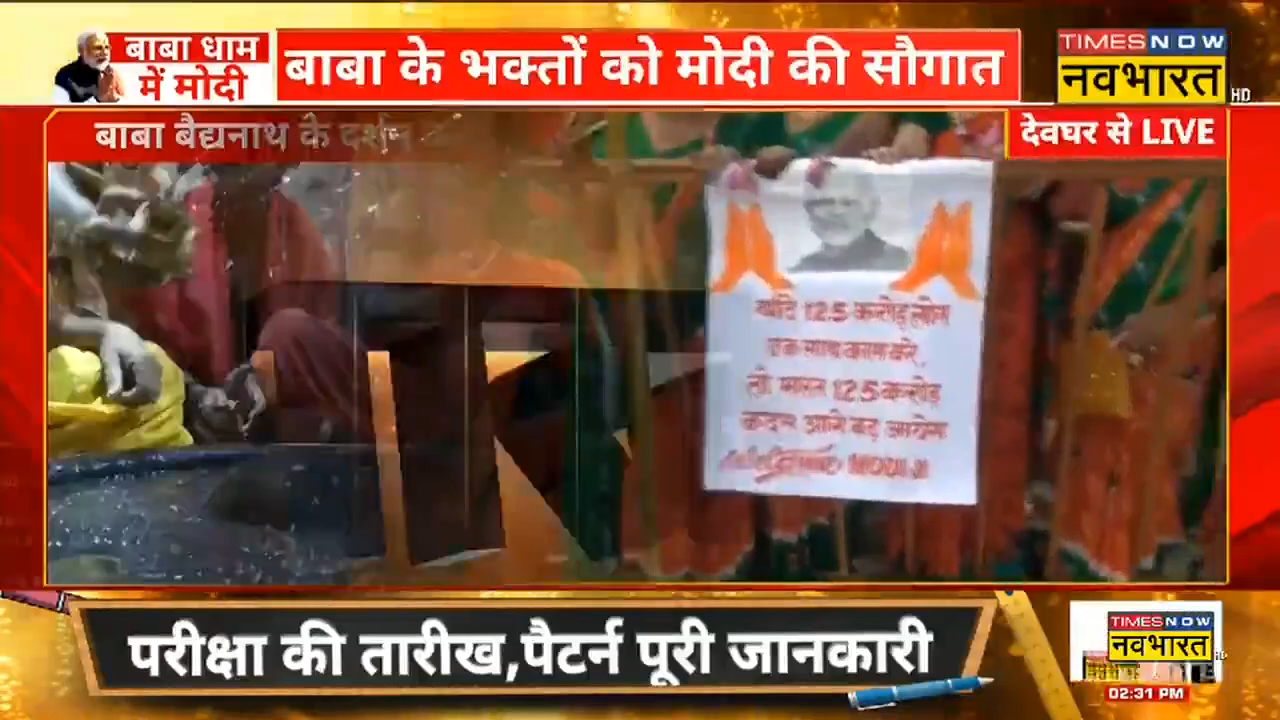 बाबा धाम
में मोदी
बाबा के भक्तों को मोदी की सौगात
TIMES NOW
नवभारत
HD
बाबा बैद्यनाथ के दर्शन
देवघर से LIVE
125 करोड़ लोग
एक साथ काम करे,
तो भारत 125 करोड़
कदम आगे बढ़ जायेगा
MODI JI
परीक्षा की तारीख,पैटर्न पूरी जानकारी
TIMES NOW
नवभारत
02:31 PM